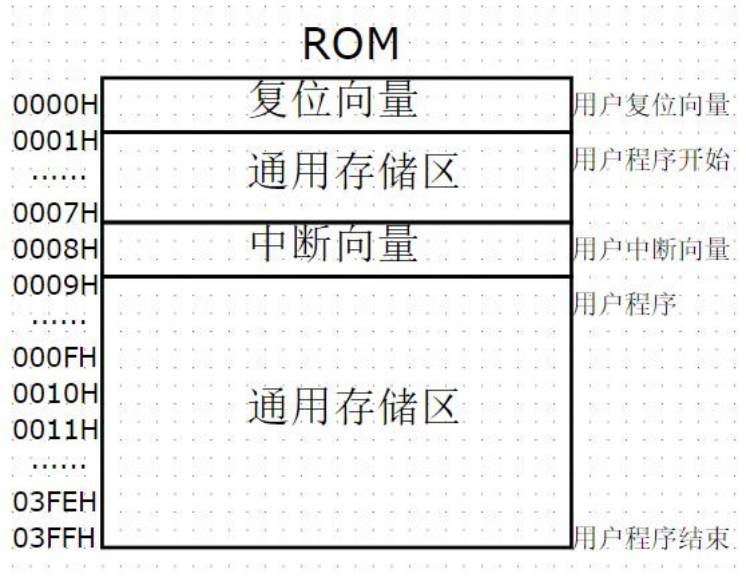 ROM
0000H 复位向量 用户复位向量
0001H
...... 通用存储区 用户程序开始
0007H
0008H 中断向量 用户中断向量
0009H
...... 用户程序
000FH
0010H 通用存储区
0011H
......
03FEH
03FFH 用户程序结束